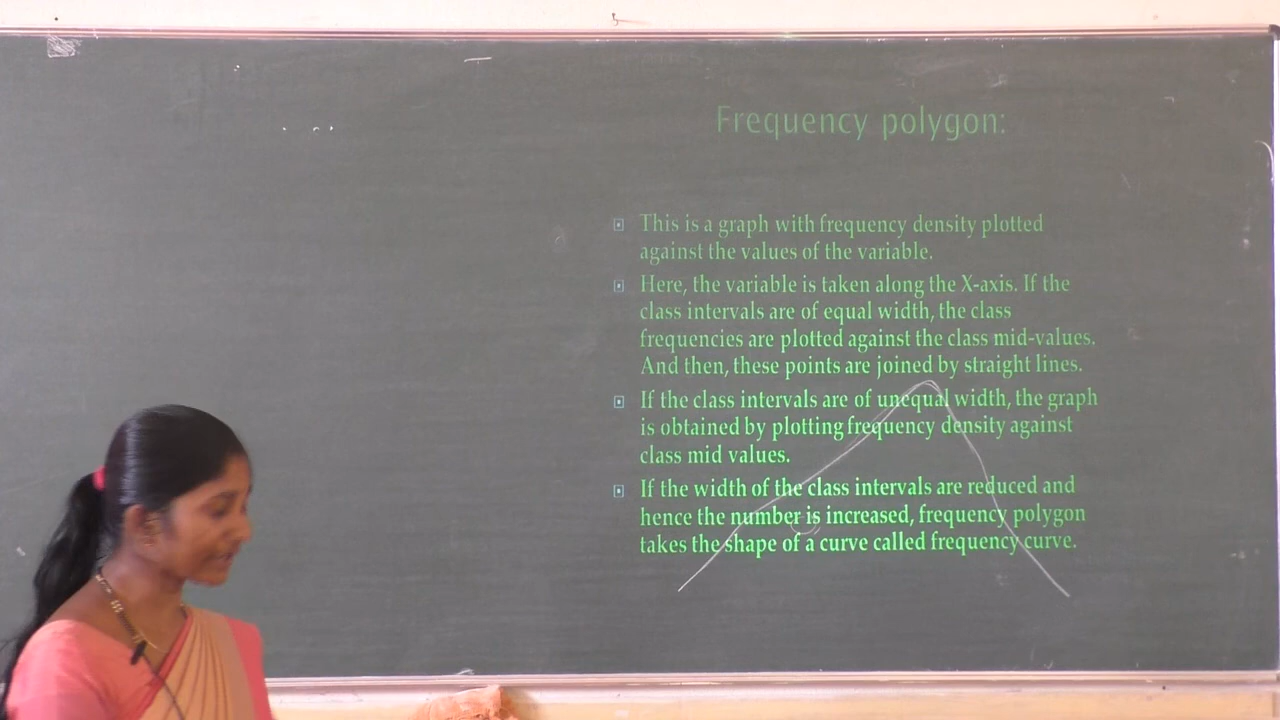 Frequency polygon:
This is a graph with frequency density plotted
against the values of the variable.
Here, the variable is taken along the X-axis. If the
class intervals are of equal width, the class
frequencies are plotted against the class mid-values.
And then, these points are joined by straight lines.
If the class intervals are of unequal width, the graph
is obtained by plotting frequency density against
class mid values.
If the width of the class intervals are reduced and
hence the number is increased, frequency polygon
takes the shape of a curve called frequency curve.